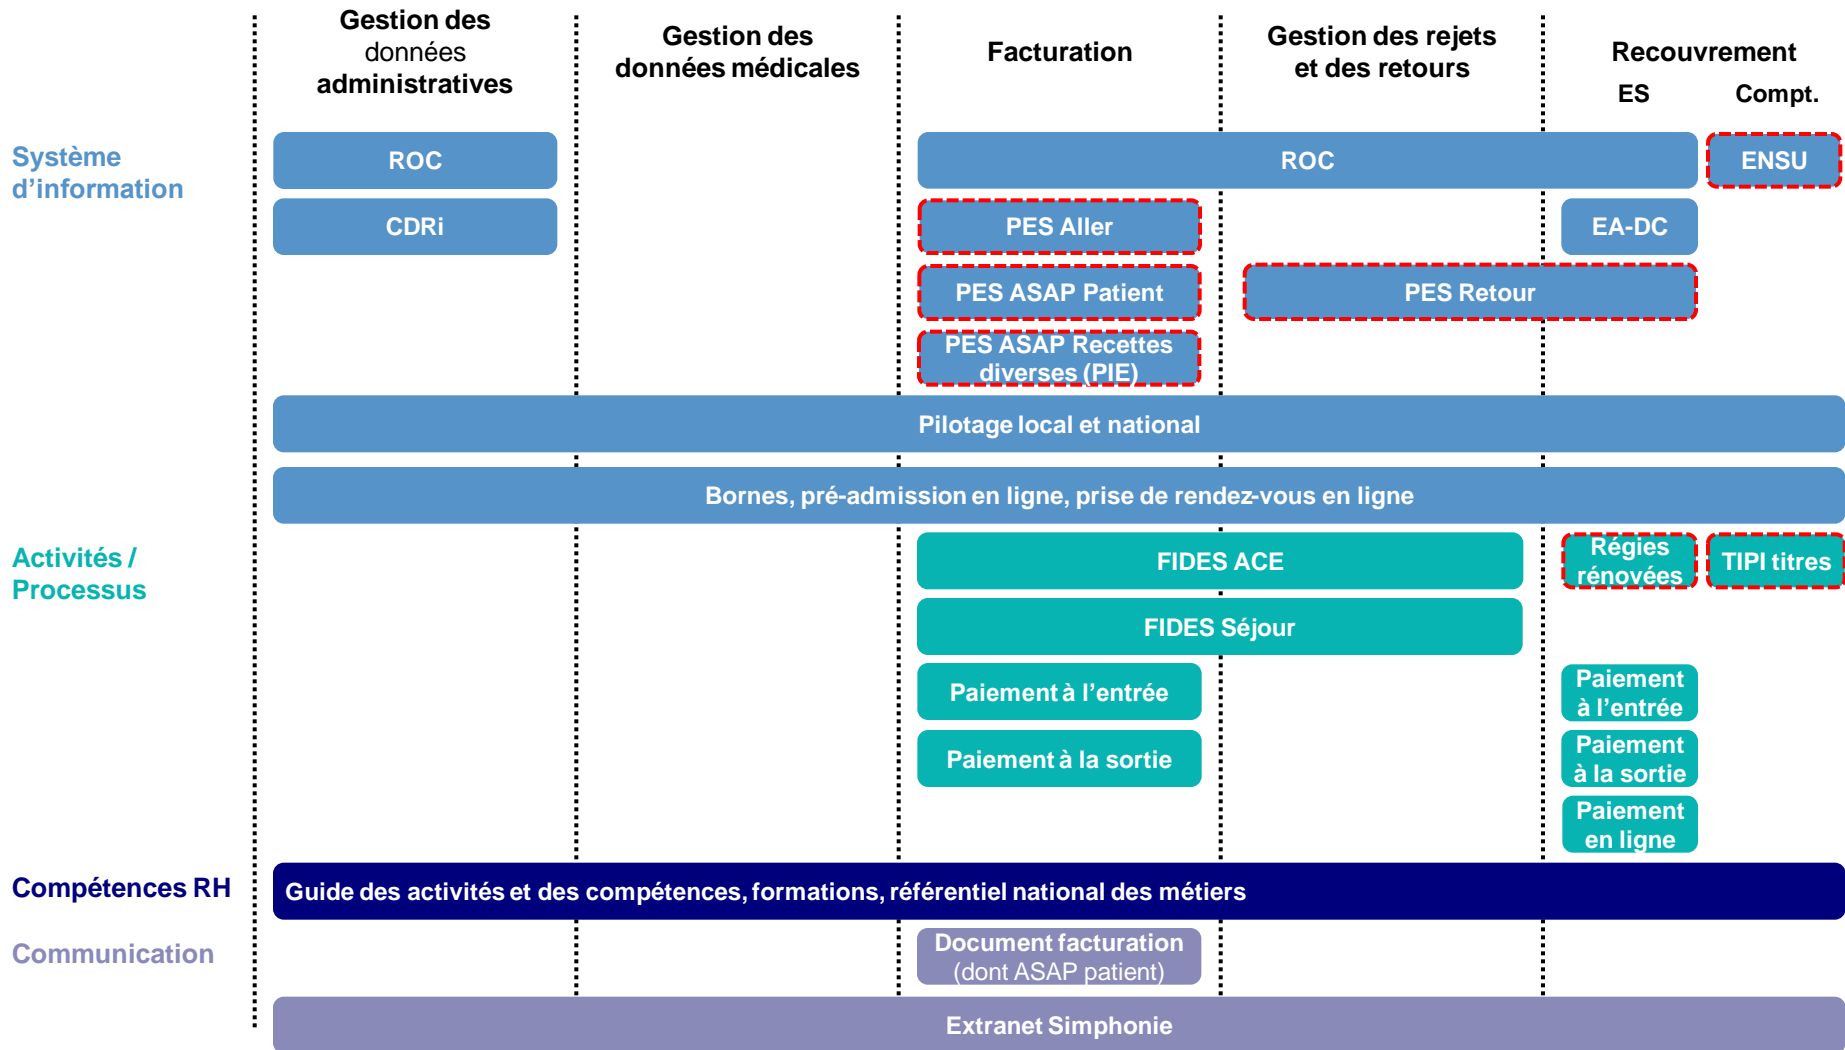 Gestion des
données
administratives
Gestion des
données médicales
Facturation
Gestion des rejets
et des retours
Recouvrement
ES
Compt.
Système
d’information
ROC
ROC
ENSU
CDRi
PES Aller
EA-DC
PES ASAP Patient
PES Retour
PES ASAP Recettes
diverses (PIE)
Pilotage local et national
Bornes, pré-admission en ligne, prise de rendez-vous en ligne
Activités /
Processus
FIDES ACE
Régies
rénovées
TIPI titres
FIDES Séjour
Paiement à l’entrée
Paiement
à l’entrée
Paiement à la sortie
Paiement
à la sortie
Paiement
en ligne
Compétences RH
Guide des activités et des compétences, formations, référentiel national des métiers
Communication
Document facturation
(dont ASAP patient)
Extranet Simphonie